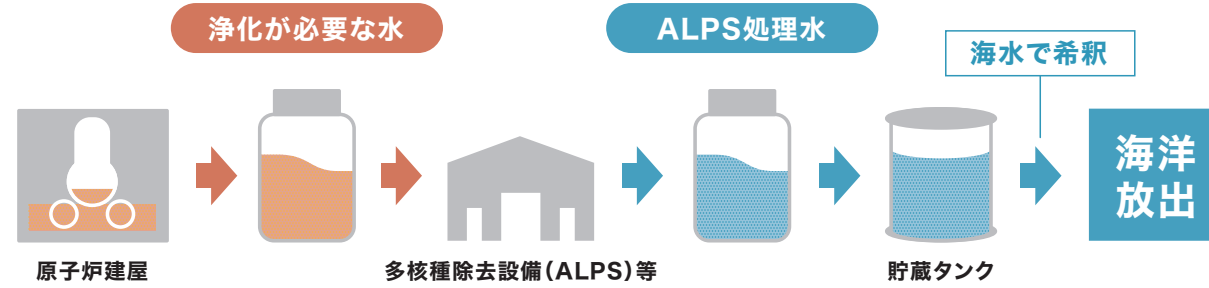 浄化が必要な水
ALPS処理水
海水で希釈
海洋
放出
原子炉建屋
多核種除去設備(ALPS)等
貯蔵タンク